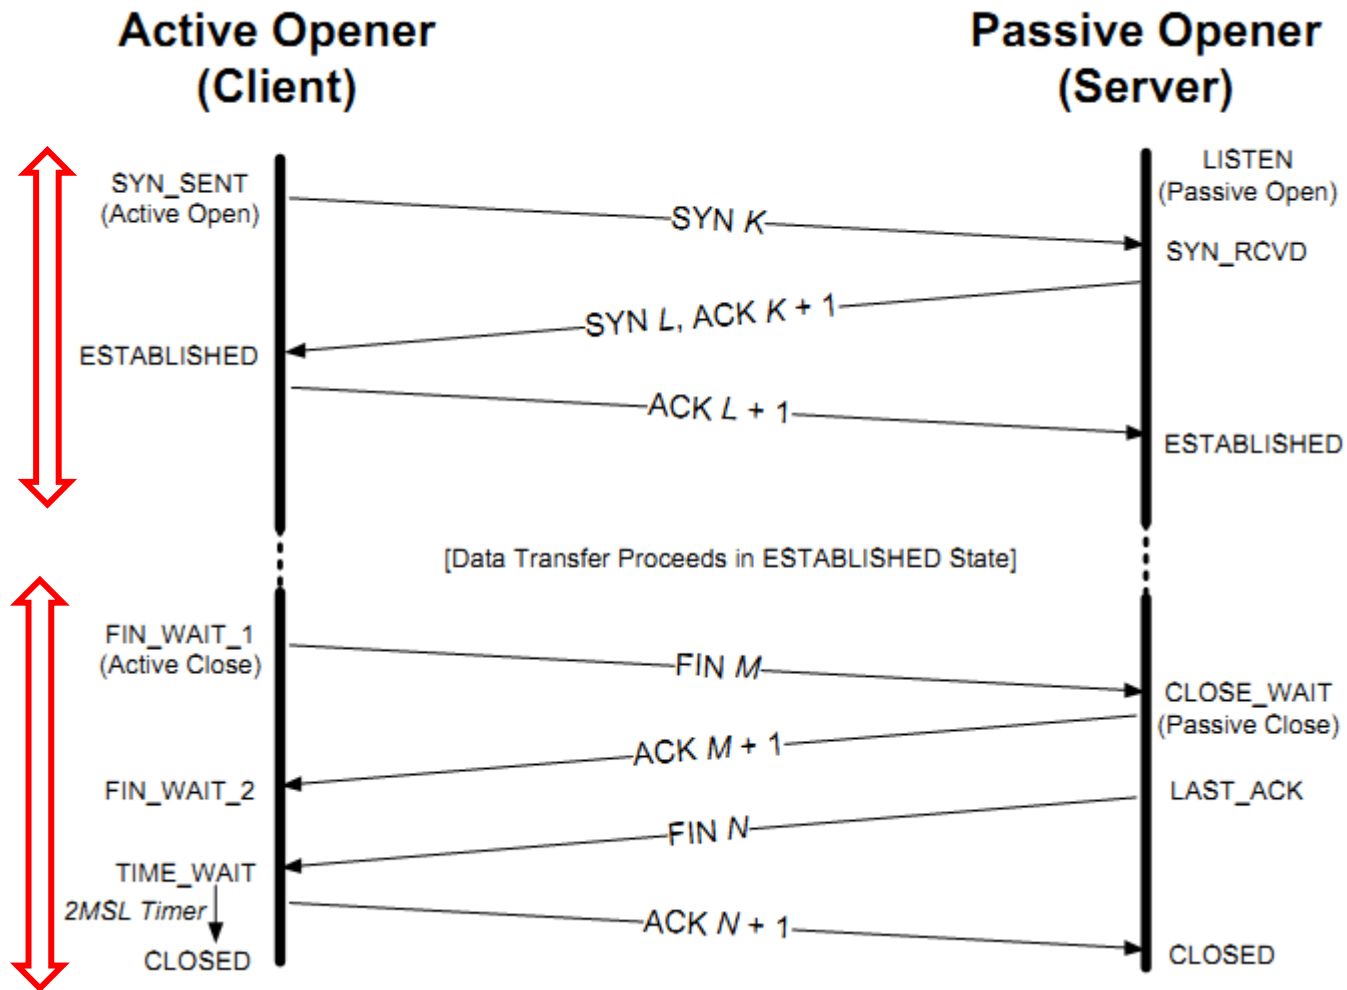 Active Opener
(Client)
Passive Opener
(Server)
LISTEN
(Passive Open)
SYN_SENT
(Active Open)
SYN K
SYN_RCVD
SYN L, ACK K + 1
ESTABLISHED
ACK L + 1
ESTABLISHED
[Data Transfer Proceeds in ESTABLISHED State]
FIN_WAIT_1
(Active Close)
FIN M
CLOSE_WAIT
(Passive Close)
ACK M + 1
FIN_WAIT_2
LAST_ACK
FIN N
TIME_WAIT
2MSL Timer
ACK N + 1
CLOSED
CLOSED